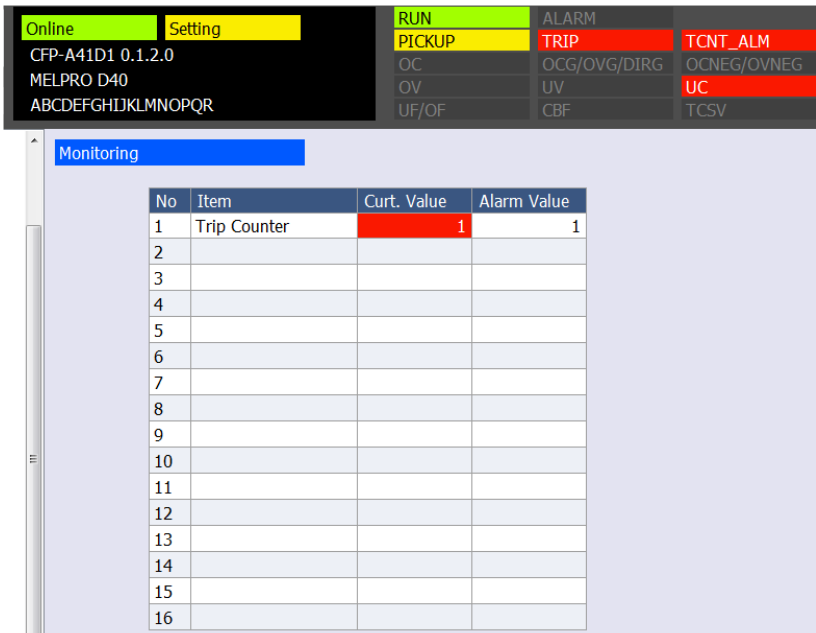 Online Setting
CFP-A41D1 0.1.2.0
MELPRO D40
ABCDEFGHIJKLMNOPQR
RUN ALARM
PICKUP TRIP TCNT_ALM
OC OCG/OVG/DIRG OCNEG/OVNEG
OV UV UC
UF/OF CBF TCSV
Monitoring
No Item Curt. Value Alarm Value
1 Trip Counter 1 1
2
3
4
5
6
7
8
9
10
11
12
13
14
15
16